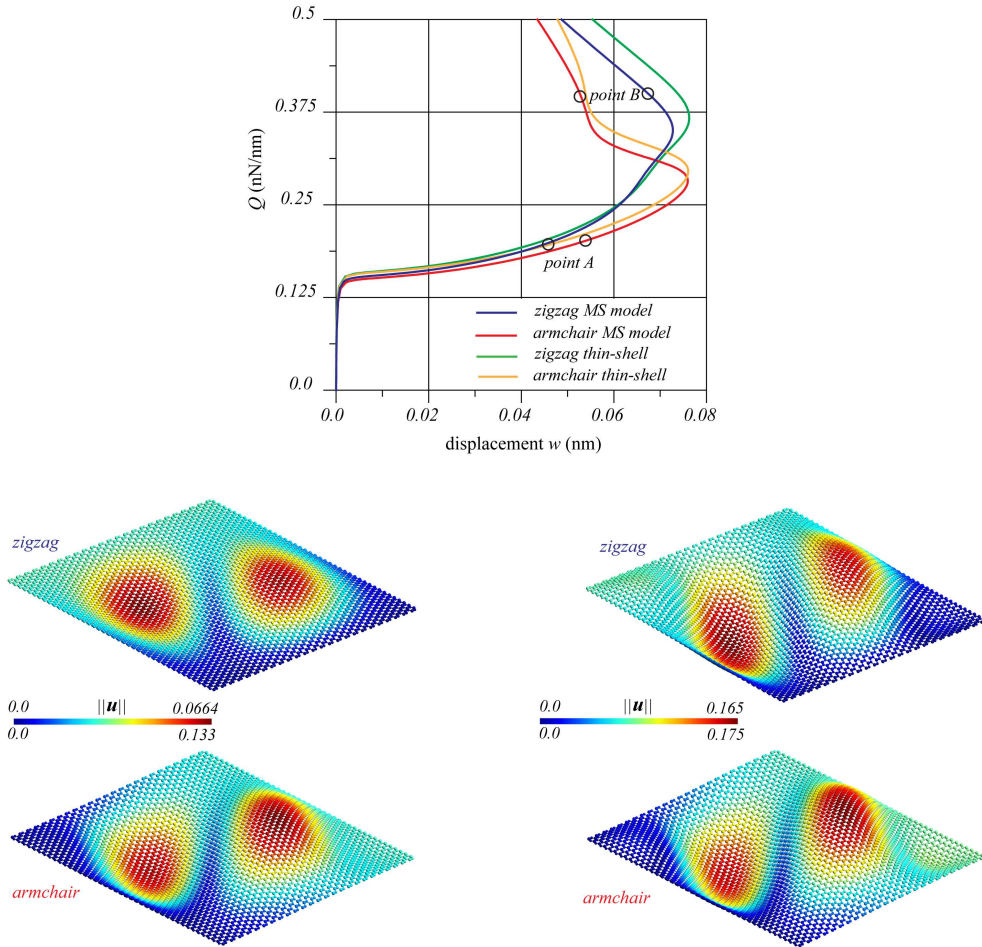 0.5
0.375
0.25
0.125
0.0
Q (nN/nm)
point B
point A
zigzag MS model
armchair MS model
zigzag thin-shell
armchair thin-shell
0.0 0.02 0.04 0.06 0.08
displacement w (nm)
zigzag
zigzag
0.0 ||u|| 0.0664
0.0 0.133
0.0 ||u|| 0.165
0.0 0.175
armchair
armchair